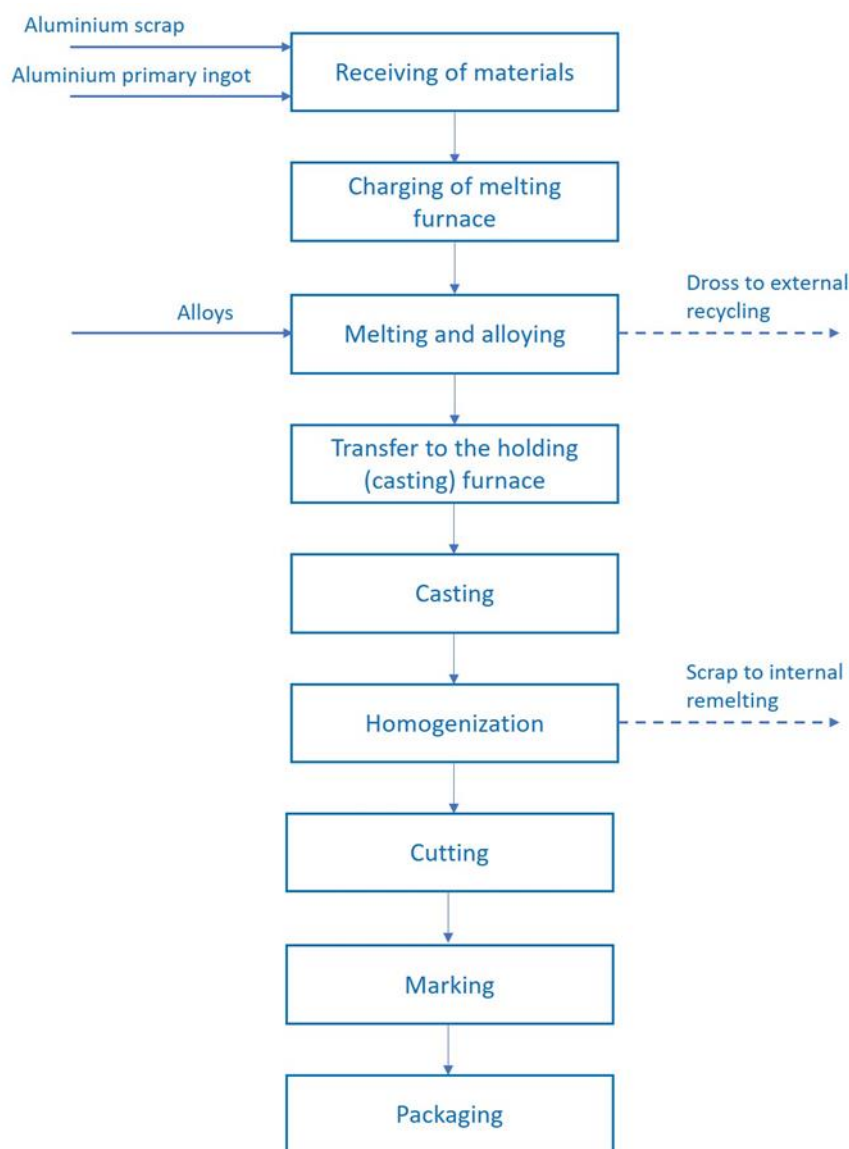 Aluminium scrap
Aluminium primary ingot
Receiving of materials
Charging of melting
furnace
Alloys
Melting and alloying
Dross to external
recycling
Transfer to the holding
(casting) furnace
Casting
Homogenization
Scrap to internal
remelting
Cutting
Marking
Packaging